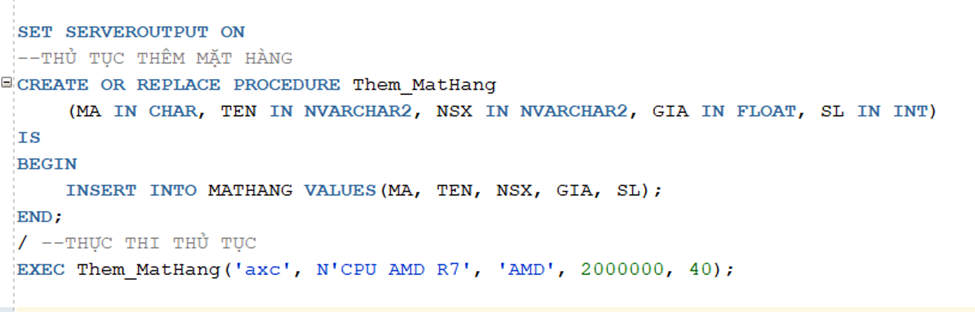 SET SERVEROUTPUT ON
--THỦ TỤC THÊM MẶT HÀNG
CREATE OR REPLACE PROCEDURE Them_MatHang
(MA IN CHAR, TEN IN NVARCHAR2, NSX IN NVARCHAR2, GIA IN FLOAT, SL IN INT)
IS
BEGIN
INSERT INTO MATHANG VALUES(MA, TEN, NSX, GIA, SL);
END;
/ --THỰC THI THỦ TỤC
EXEC Them_MatHang('axc', N'CPU AMD R7', 'AMD', 2000000, 40);